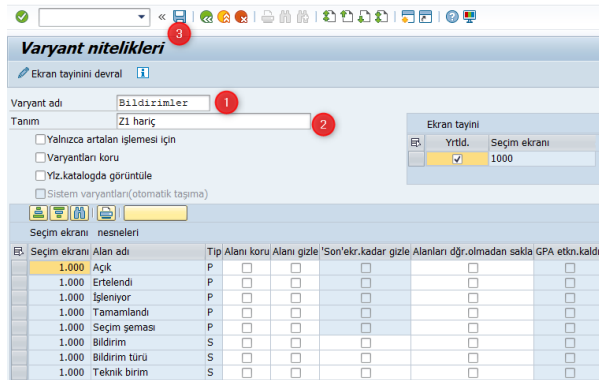 3
Varyant nitelikleri
Ekran tayinini devral
Varyant adı Bildirimler 1
Tanım Z1 hariç 2
Yalnızca artalan işlemesi için
Varyantları koru
Ylz.katalogda görüntüle
Sistem varyantları(otomatik taşıma)
Ekran tayini
Yrtld. Seçim ekranı
1000
Seçim ekranı nesneleri
Seçim ekranı Alan adı Tip Alanı koru Alanı gizle 'Son'ekr.kadar gizle Alanları dğr.olmadan sakla GPA etkn.kaldı
1.000 Açık P
1.000 Ertelendi P
1.000 İşleniyor P
1.000 Tamamlandı P
1.000 Seçim şeması P
1.000 Bildirim S
1.000 Bildirim türü S
1.000 Teknik birim S